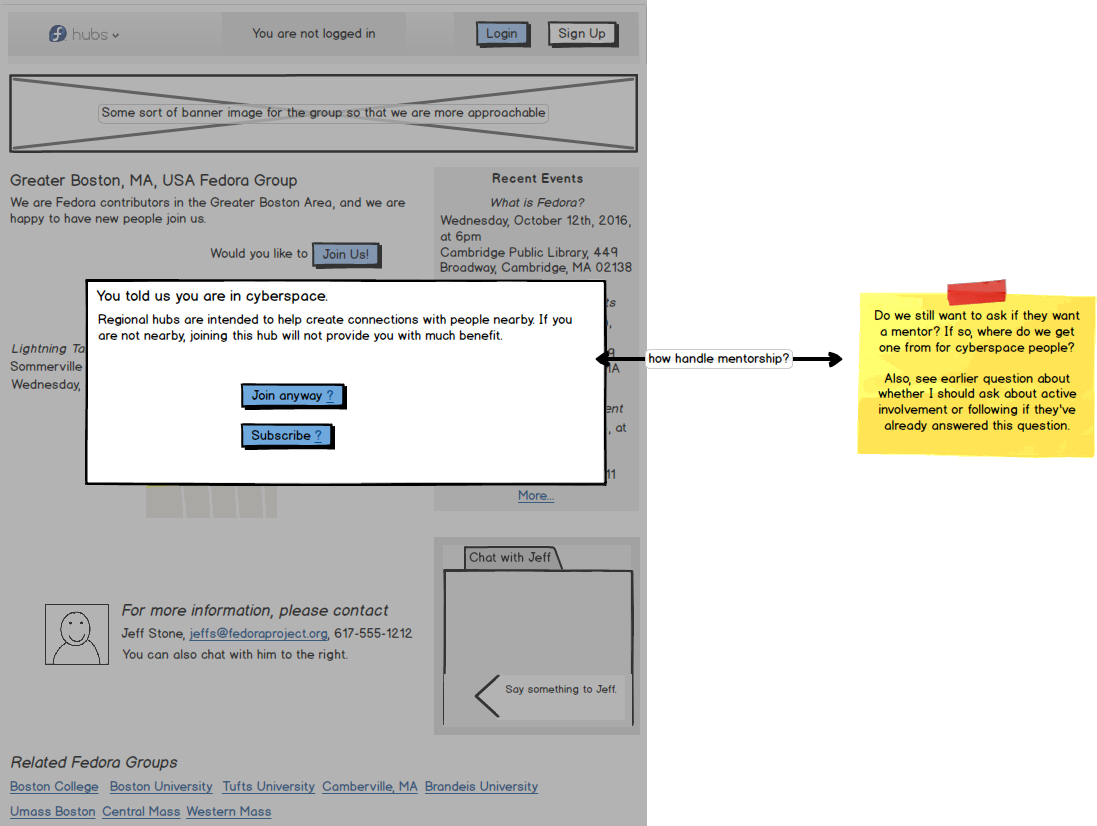 hubs
You are not logged in
Login
Sign Up
Some sort of banner image for the group so that we are more approachable
Greater Boston, MA, USA Fedora Group
We are Fedora contributors in the Greater Boston Area, and we are
happy to have new people join us.
Would you like to
Join Us!
Recent Events
What is Fedora?
Wednesday, October 12th, 2016,
at 6pm
Cambridge Public Library, 449
Broadway, Cambridge, MA 02138
You told us you are in cyberspace.
Regional hubs are intended to help create connections with people nearby. If you
are not nearby, joining this hub will not provide you with much benefit.
Join anyway ?
Subscribe ?
Lightning
Sommerville
Wednesday,
at
11
More...
how handle mentorship?
Do we still want to ask if they want
a mentor? If so, where do we get
one from for cyberspace people?
Also, see earlier question about
whether I should ask about active
involvement or following if they've
already answered this question.
Chat with Jeff
Say something to Jeff.
For more information, please contact
Jeff Stone, jeffs@fedoraproject.org, 617-555-1212
You can also chat with him to the right.
Related Fedora Groups
Boston College Boston University Tufts University Camberville, MA Brandeis University
Umass Boston Central Mass Western Mass